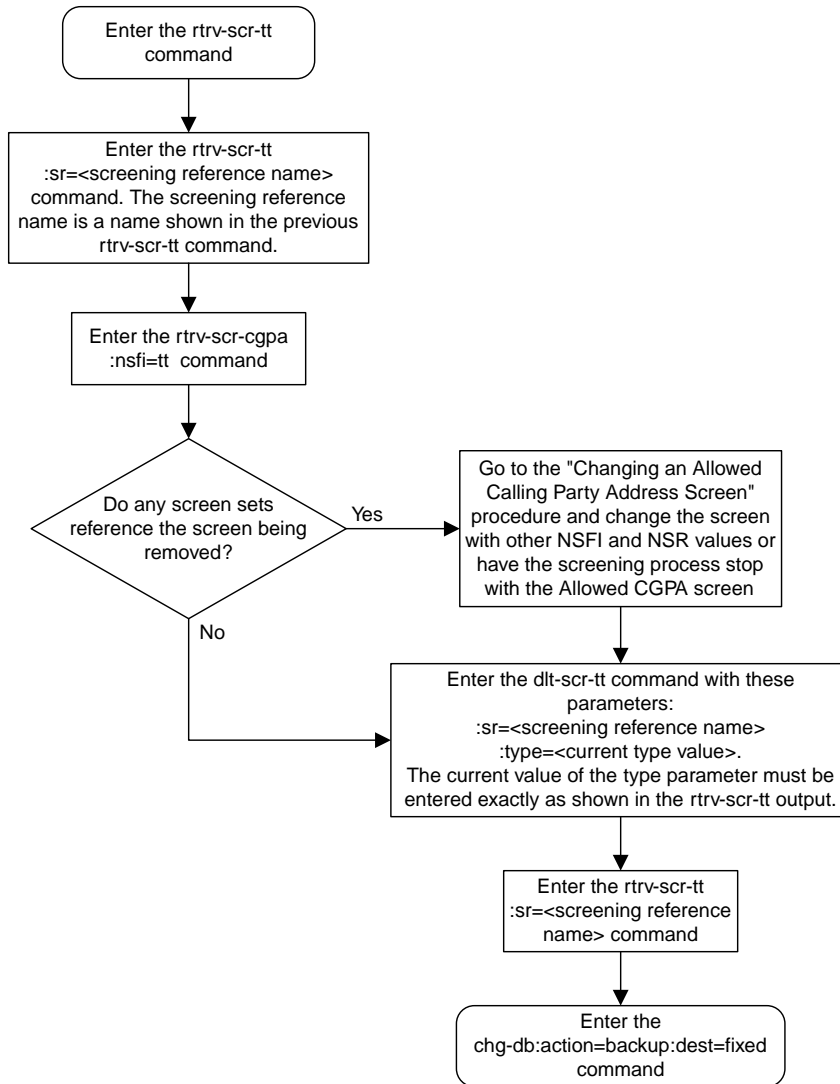 Enter the rtrv-scr-tt
command
Enter the rtrv-scr-tt
:sr=<screening reference name>
command. The screening reference
name is a name shown in the previous
rtrv-scr-tt command.
Enter the rtrv-scr-cgpa
:nsfi=tt command
Do any screen sets
reference the screen being
removed?
Yes
Go to the "Changing an Allowed
Calling Party Address Screen"
procedure and change the screen
with other NSFI and NSR values or
have the screening process stop
with the Allowed CGPA screen
No
Enter the dlt-scr-tt command with these
parameters:
:sr=<screening reference name>
:type=<current type value>.
The current value of the type parameter must be
entered exactly as shown in the rtrv-scr-tt output.
Enter the rtrv-scr-tt
:sr=<screening reference
name> command
Enter the
chg-db:action=backup:dest=fixed
command